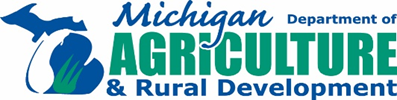 Michigan Department of
AGRICULTURE
& Rural Development